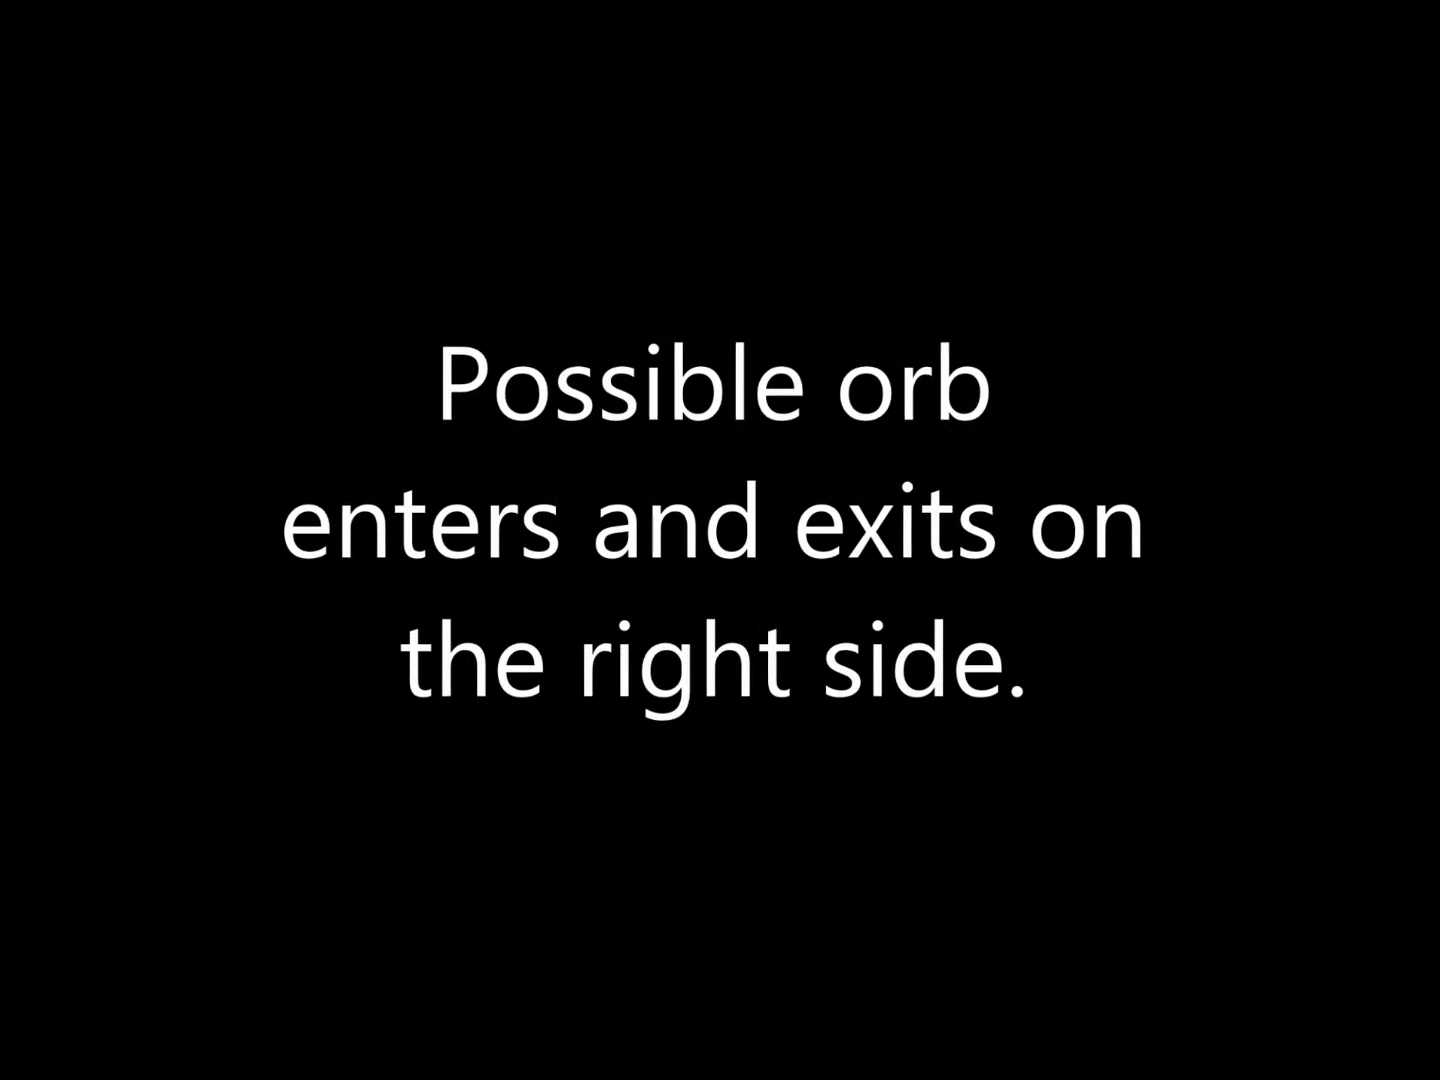 Possible orb
enters and exits on
the right side.